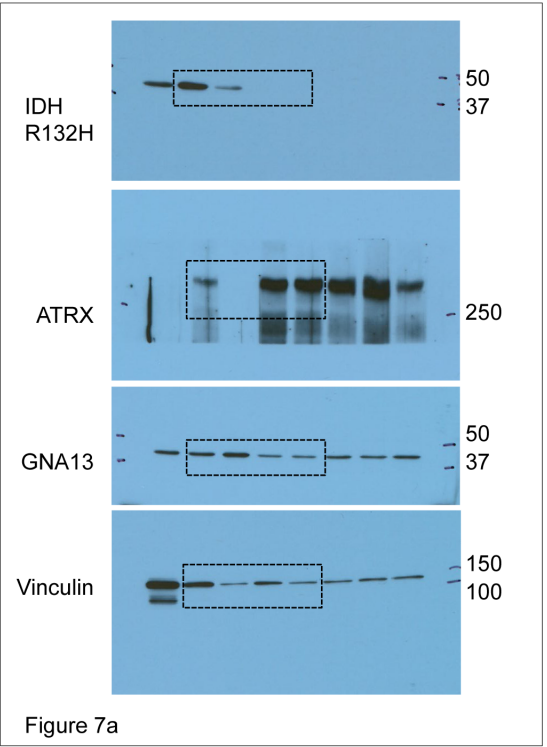 IDH
R132H
50
37
ATRX
250
GNA13
50
37
Vinculin
150
100
Figure 7a